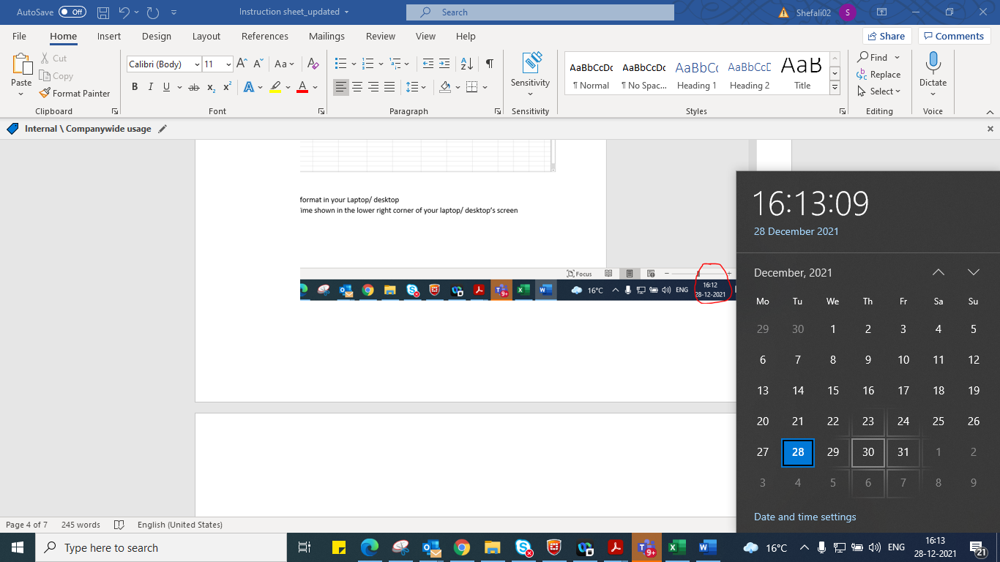 AutoSave Off Instruction sheet_updated Search Shefali02 S
File Home Insert Design Layout References Mailings Review View Help Share Comments
Paste
Cut
Copy
Format Painter
Clipboard
Calibri (Body) 11 A A Aa A
B I U ab x2 x2 A A
Font
A Z
Paragraph
Sensitivity
Sensitivity
AaBbCcDc AaBbCcDc AaBbCc AaBbCcD AaB
¶ Normal ¶ No Spac... Heading 1 Heading 2 Title
Styles
Find
Replace
Select
Editing
Dictate
Voice
Internal \ Companywide usage
format in your Laptop/ desktop
Time shown in the lower right corner of your laptop/ desktop's screen
Focus
16°C ENG 16:12
28-12-2021
9+
16:13:09
28 December 2021
December, 2021
Mo Tu We Th Fr Sa Su
29 30 1 2 3 4 5
6 7 8 9 10 11 12
13 14 15 16 17 18 19
20 21 22 23 24 25 26
27 28 29 30 31 1 2
3 4 5 6 7 8 9
Date and time settings
Page 4 of 7 245 words English (United States)
Type here to search 9+ 16°C ENG 16:13
28-12-2021
21